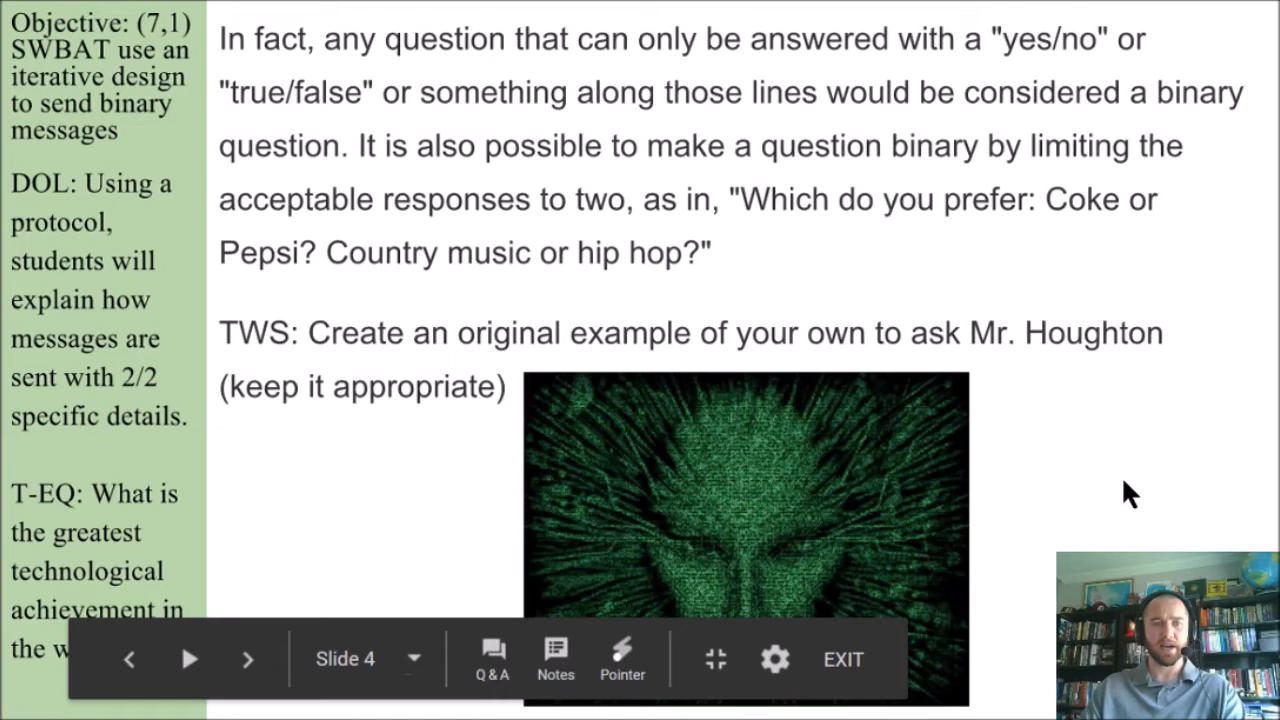 Objective: (7,1)
SWBAT use an
iterative design
to send binary
messages
DOL: Using a
protocol,
students will
explain how
messages are
sent with 2/2
specific details.
T-EQ: What is
the greatest
technological
achievement in
the
In fact, any question that can only be answered with a "yes/no" or
"true/false" or something along those lines would be considered a binary
question. It is also possible to make a question binary by limiting the
acceptable responses to two, as in, "Which do you prefer: Coke or
Pepsi? Country music or hip hop?"
TWS: Create an original example of your own to ask Mr. Houghton
(keep it appropriate)
Slide 4
Q & A
Notes
Pointer
EXIT